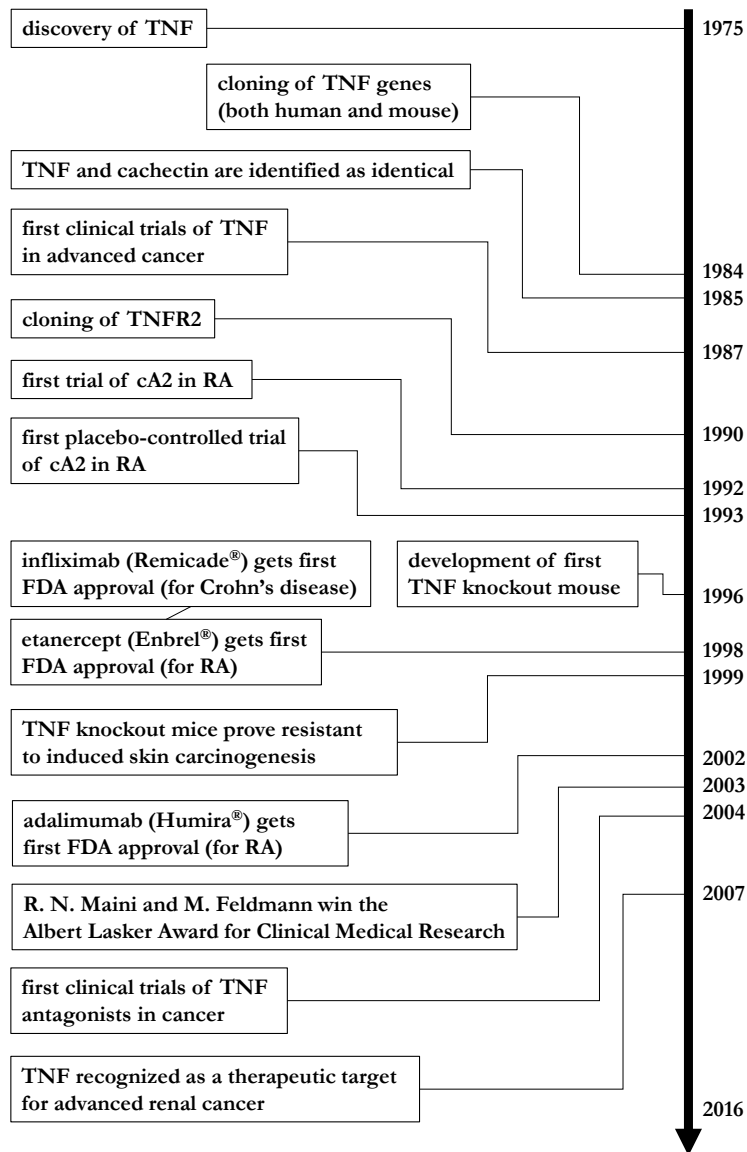 discovery of TNF
1975
cloning of TNF genes
(both human and mouse)
TNF and cachectin are identified as identical
first clinical trials of TNF
in advanced cancer
1984
1985
cloning of TNFR2
1987
first trial of cA2 in RA
first placebo-controlled trial
of cA2 in RA
1990
1992
1993
infliximab (Remicade®) gets first
FDA approval (for Crohn’s disease)
development of first
TNF knockout mouse
1996
etanercept (Enbrel®) gets first
FDA approval (for RA)
1998
1999
TNF knockout mice prove resistant
to induced skin carcinogenesis
2002
2003
adalimumab (Humira®) gets
first FDA approval (for RA)
2004
R. N. Maini and M. Feldmann win the
Albert Lasker Award for Clinical Medical Research
2007
first clinical trials of TNF
antagonists in cancer
TNF recognized as a therapeutic target
for advanced renal cancer
2016